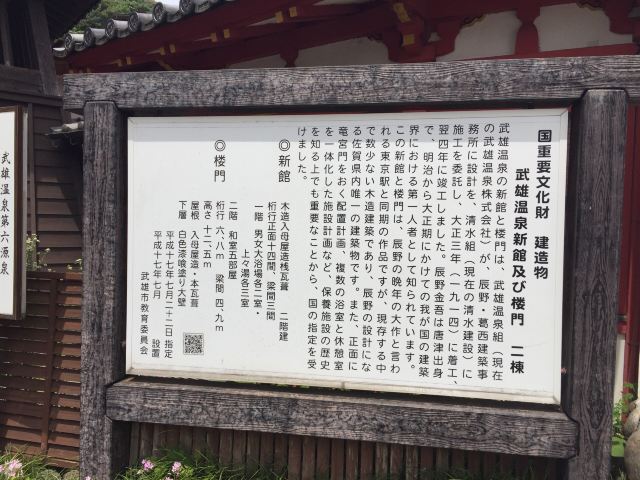 国重要文化財　建造物
武雄温泉新館及び楼門　二棟
武雄温泉の新館と楼門は、武雄温泉組（現在
の武雄温泉株式会社）が、辰野・葛西建築事
務所に設計を、清水組（現在の清水建設）に
施工を委託し、大正三年（一九一四）に着工、
翌四年に竣工しました。辰野金吾は唐津出身
で、明治から大正期にかけての我が国の建築
界における第一人者として知られています。
この新館と楼門は、辰野の晩年の大作と言わ
れる東京駅と同期の作品ですが、現存する中
で数少ない木造建築であり、辰野の設計にな
る佐賀県内唯一の建築物です。また、正面に
竜宮門をおく配置計画、複数の浴室と休憩室
を一体化した施設計画など、保養施設の歴史
を知る上でも重要なことから、国の指定を受
けました。
◎新館　木造入母屋造桟瓦葺　二階建
桁行正面十四間、梁間三間
一階　男女大浴場各二室・
上々湯各三室
二階　和室五部屋
◎楼門　桁行　六、八m　梁間　四、九m
高さ　十二、五m
屋根　入母屋造・本瓦葺
下層　白色漆喰塗り大壁
平成十七年七月二十二日指定
平成十七年七月　設置
武雄市教育委員会
武雄温泉第六源泉